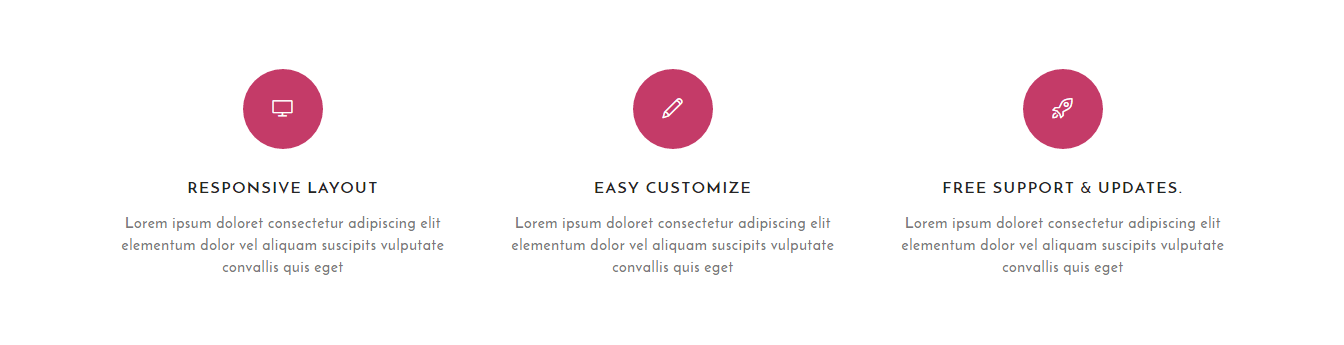 RESPONSIVE LAYOUT
Lorem ipsum doloret consectetur adipiscing elit
elementum dolor vel aliquam suscipits vulputate
convallis quis eget
EASY CUSTOMIZE
Lorem ipsum doloret consectetur adipiscing elit
elementum dolor vel aliquam suscipits vulputate
convallis quis eget
FREE SUPPORT & UPDATES.
Lorem ipsum doloret consectetur adipiscing elit
elementum dolor vel aliquam suscipits vulputate
convallis quis eget